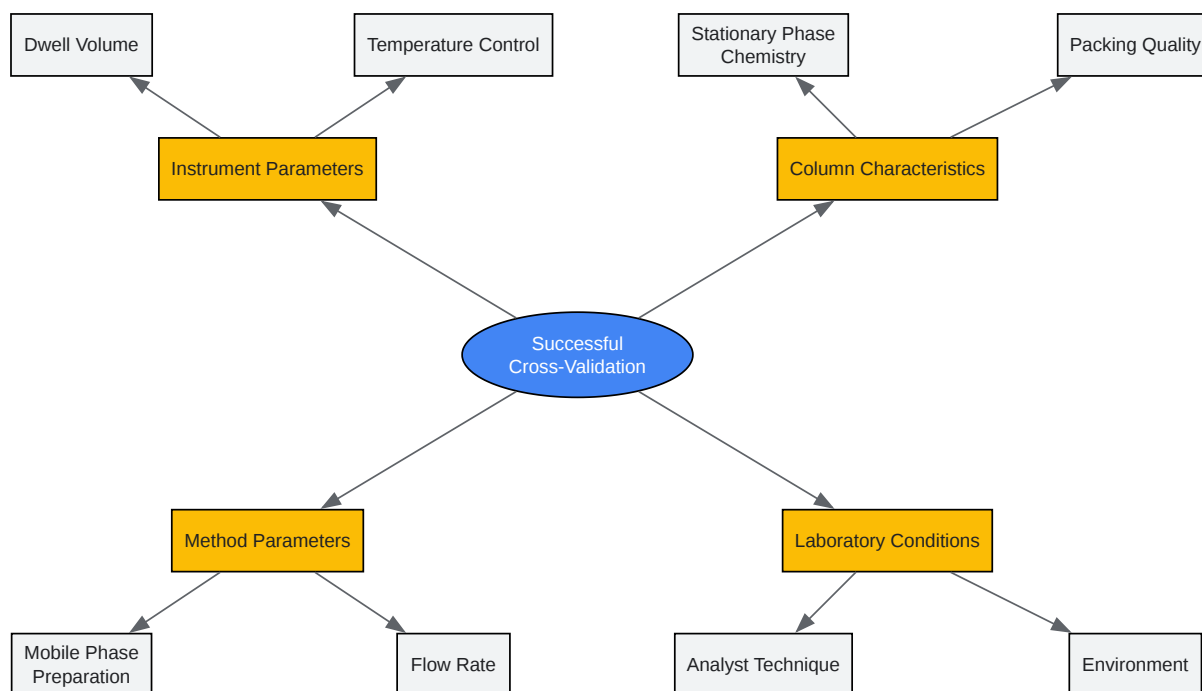 Dwell Volume
Temperature Control
Stationary Phase
Chemistry
Packing Quality
Instrument Parameters
Column Characteristics
Successful
Cross-Validation
Method Parameters
Laboratory Conditions
Mobile Phase
Preparation
Flow Rate
Analyst Technique
Environment